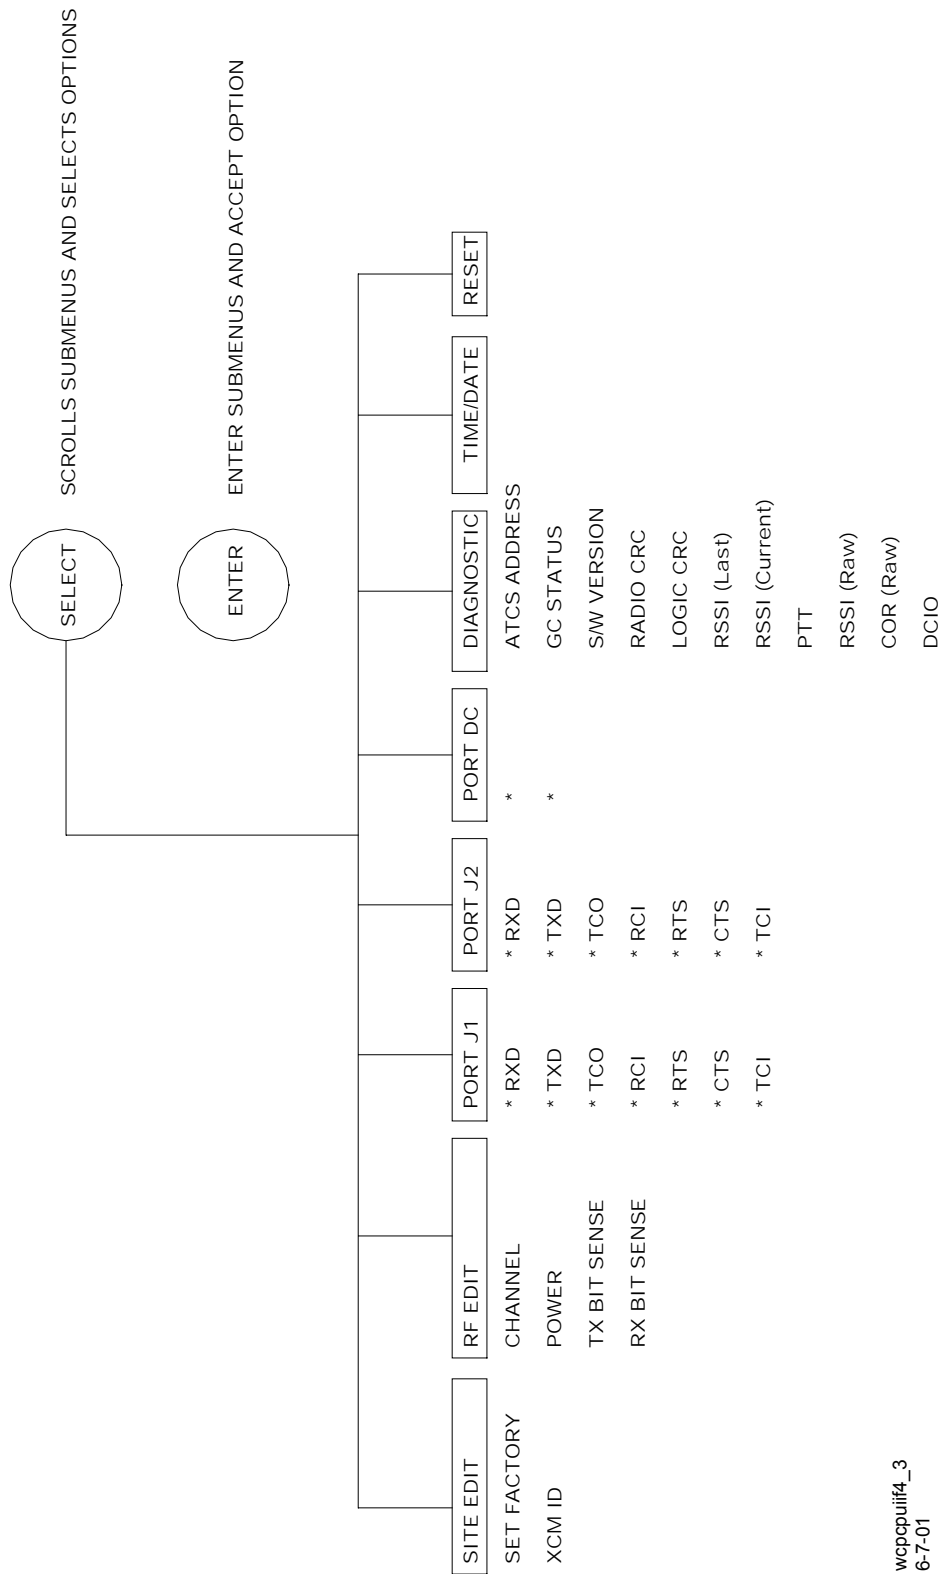 SELECT
SCROLLS SUBMENUS AND SELECTS OPTIONS
ENTER
ENTER SUBMENUS AND ACCEPT OPTION
SITE EDIT
SET FACTORY
XCM ID
RF EDIT
CHANNEL
POWER
TX BIT SENSE
RX BIT SENSE
PORT J1
* RXD
* TXD
* TCO
* RCI
* RTS
* CTS
* TCI
PORT J2
* RXD
* TXD
* TCO
* RCI
* RTS
* CTS
* TCI
PORT DC
*
*
DIAGNOSTIC
ATCS ADDRESS
GC STATUS
S/W VERSION
RADIO CRC
LOGIC CRC
RSSI (Last)
RSSI (Current)
PTT
RSSI (Raw)
COR (Raw)
DCIO
TIME/DATE
RESET
wcpcpuiif4_3
6-7-01